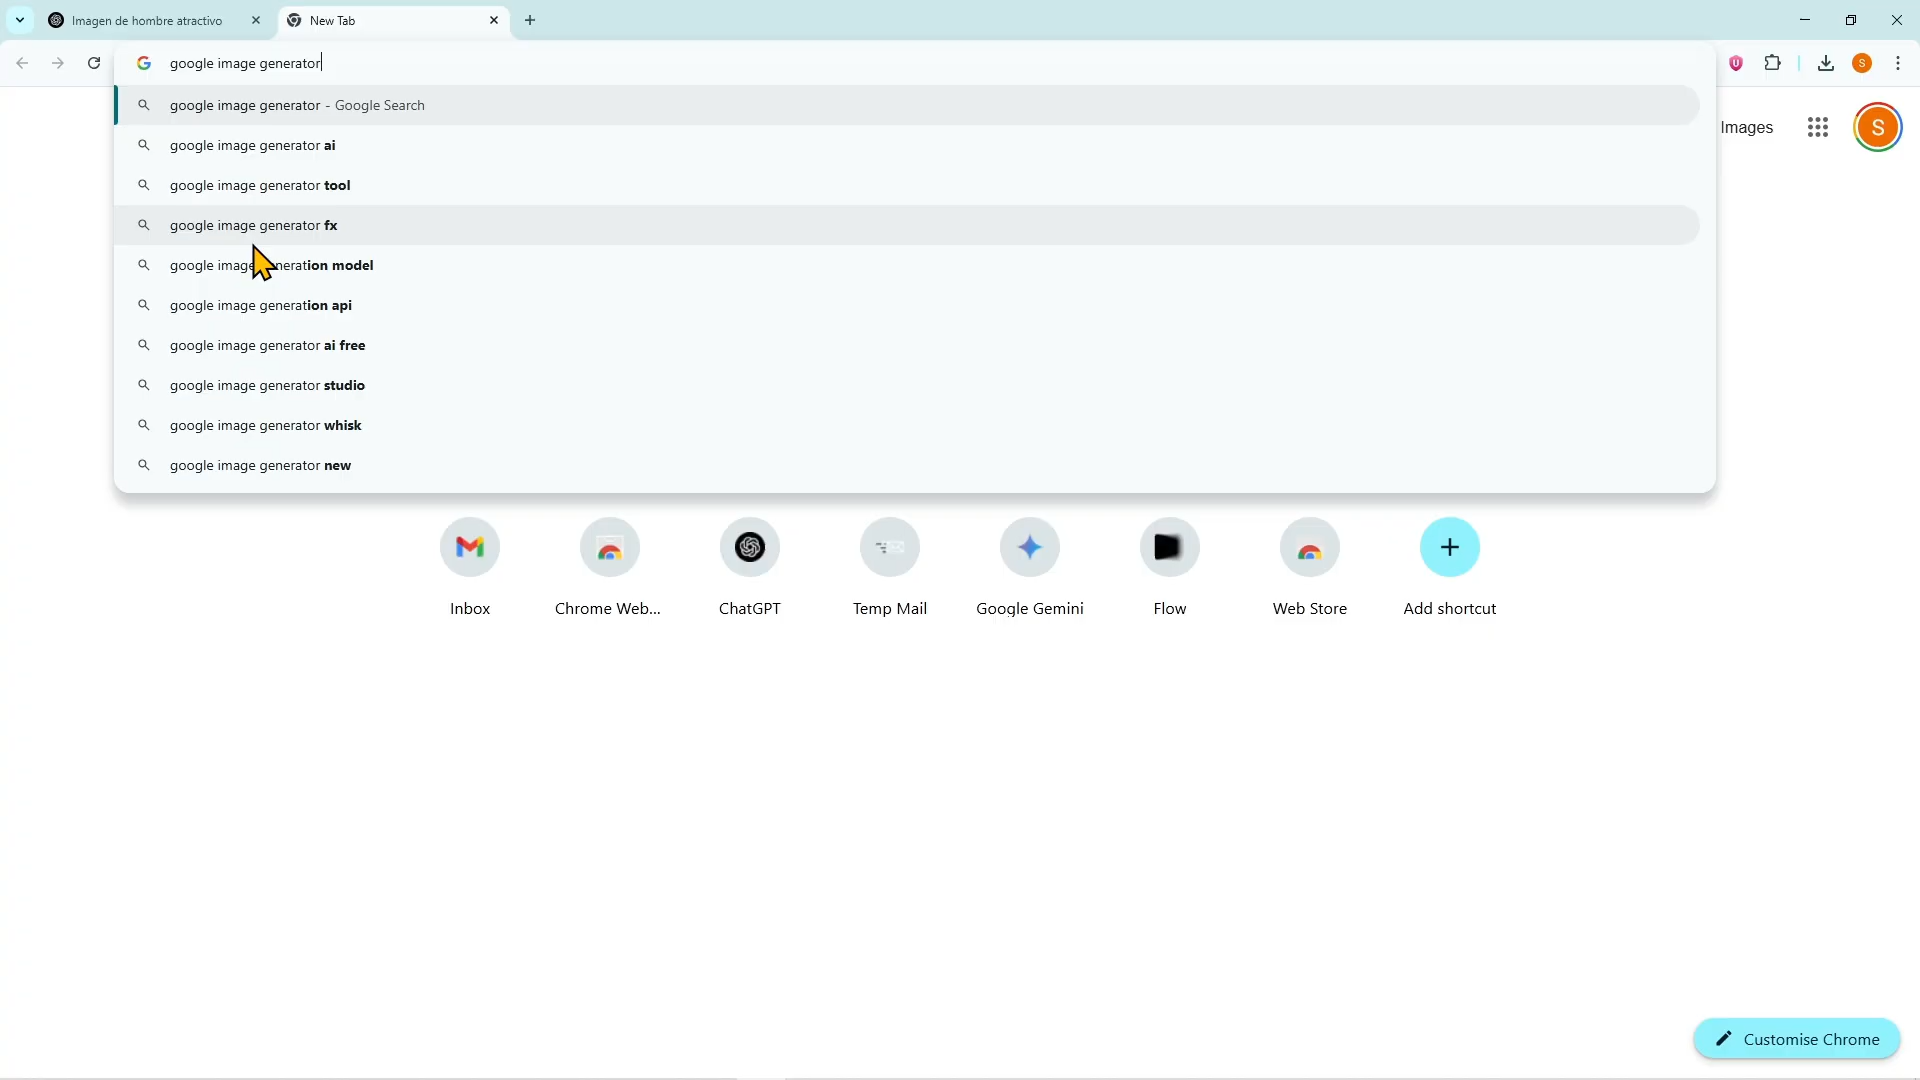 Imagen de hombre atractivo
New Tab
google image generator
google image generator - Google Search
Images
S
S
google image generator ai
google image generator tool
google image generator fx
google image generation model
google image generation api
google image generator ai free
google image generator studio
google image generator whisk
google image generator new
Inbox
Chrome Web...
ChatGPT
Temp Mail
Google Gemini
Flow
Web Store
Add shortcut
Customise Chrome